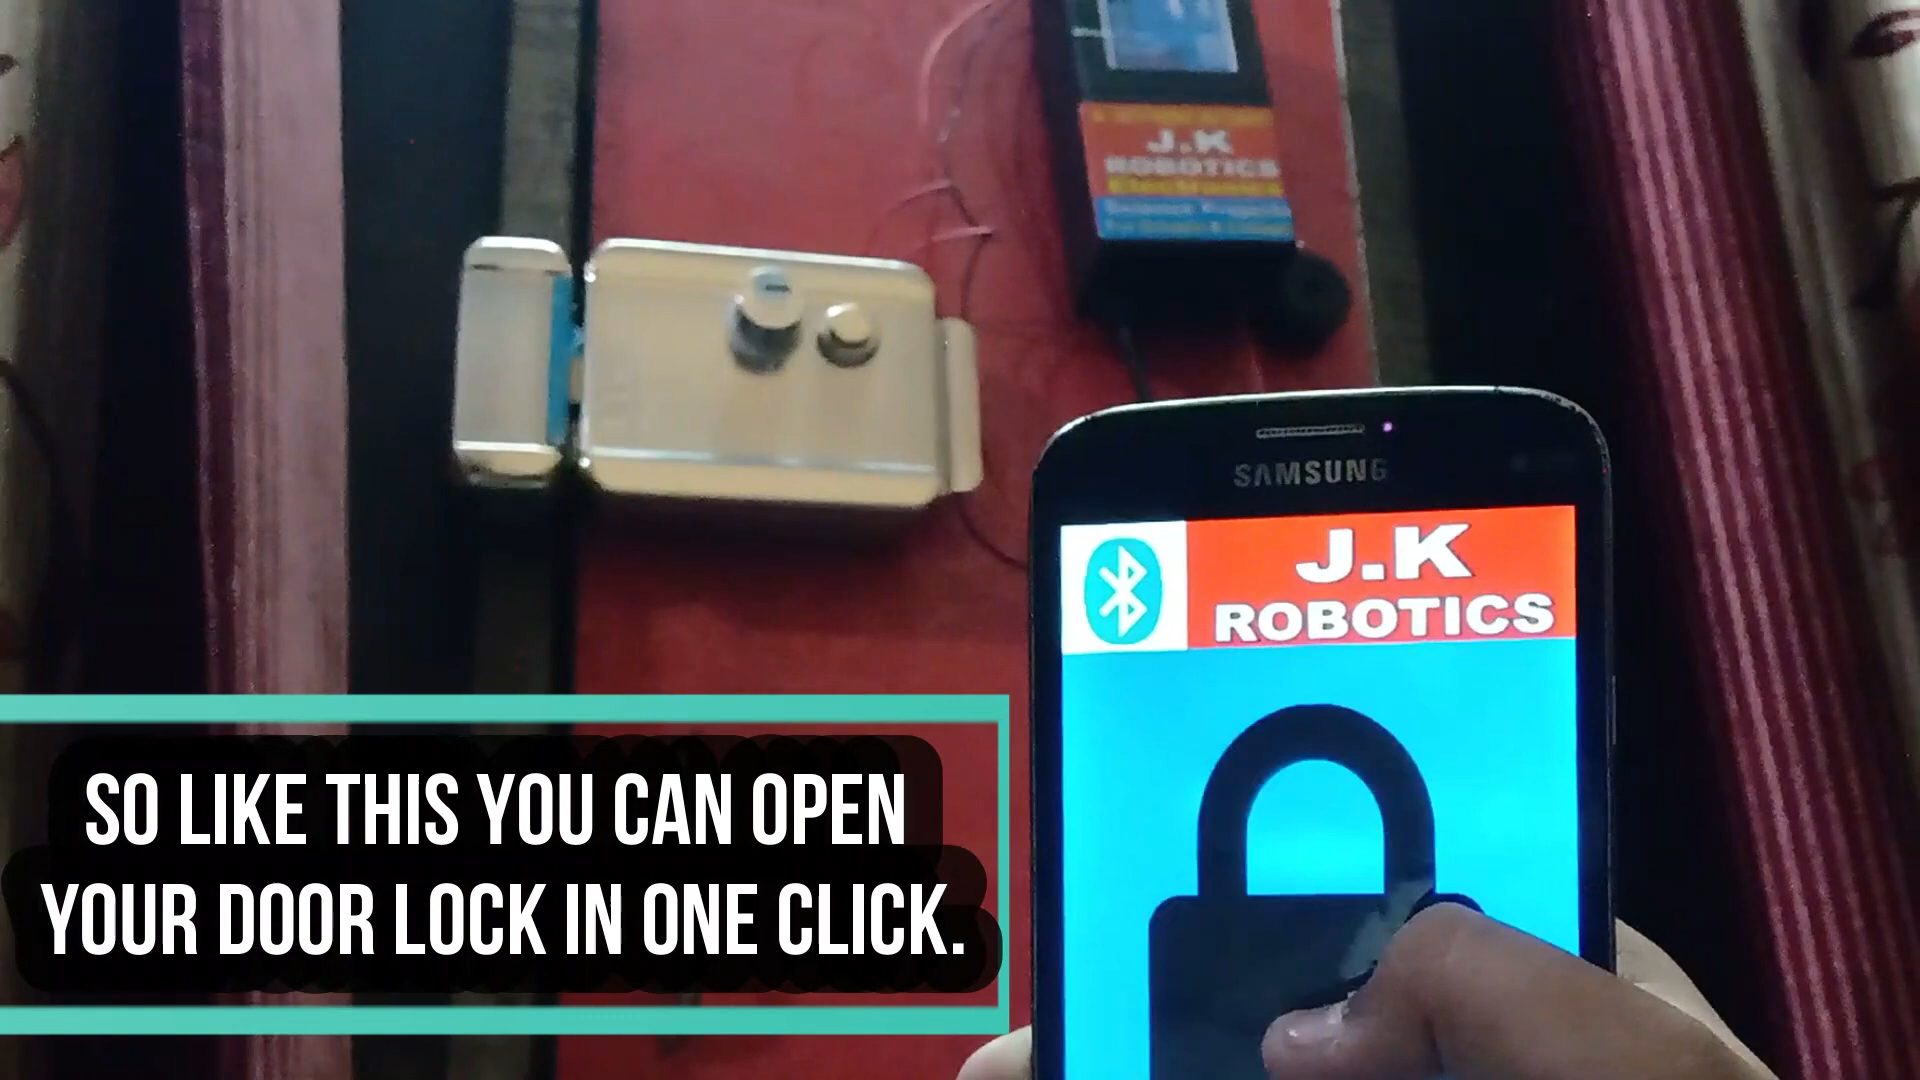 J.K
ROBOTICS
SAMSUNG
J.K
ROBOTICS
SO LIKE THIS YOU CAN OPEN
YOUR DOOR LOCK IN ONE CLICK.